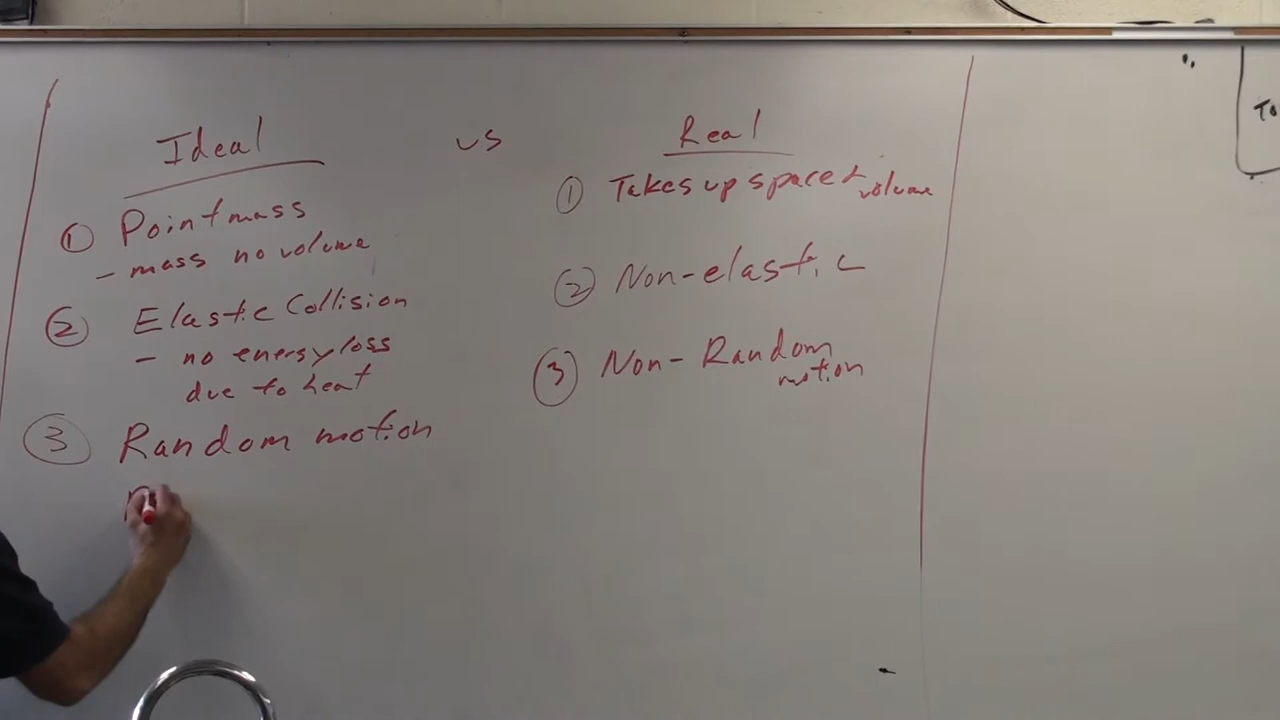 Ideal vs Real
① Point mass
- mass no volume
② Elastic Collision
- no energy loss
due to heat
③ Random motion
① Takes up space + volume
② Non-elastic
③ Non-Random
motion
To